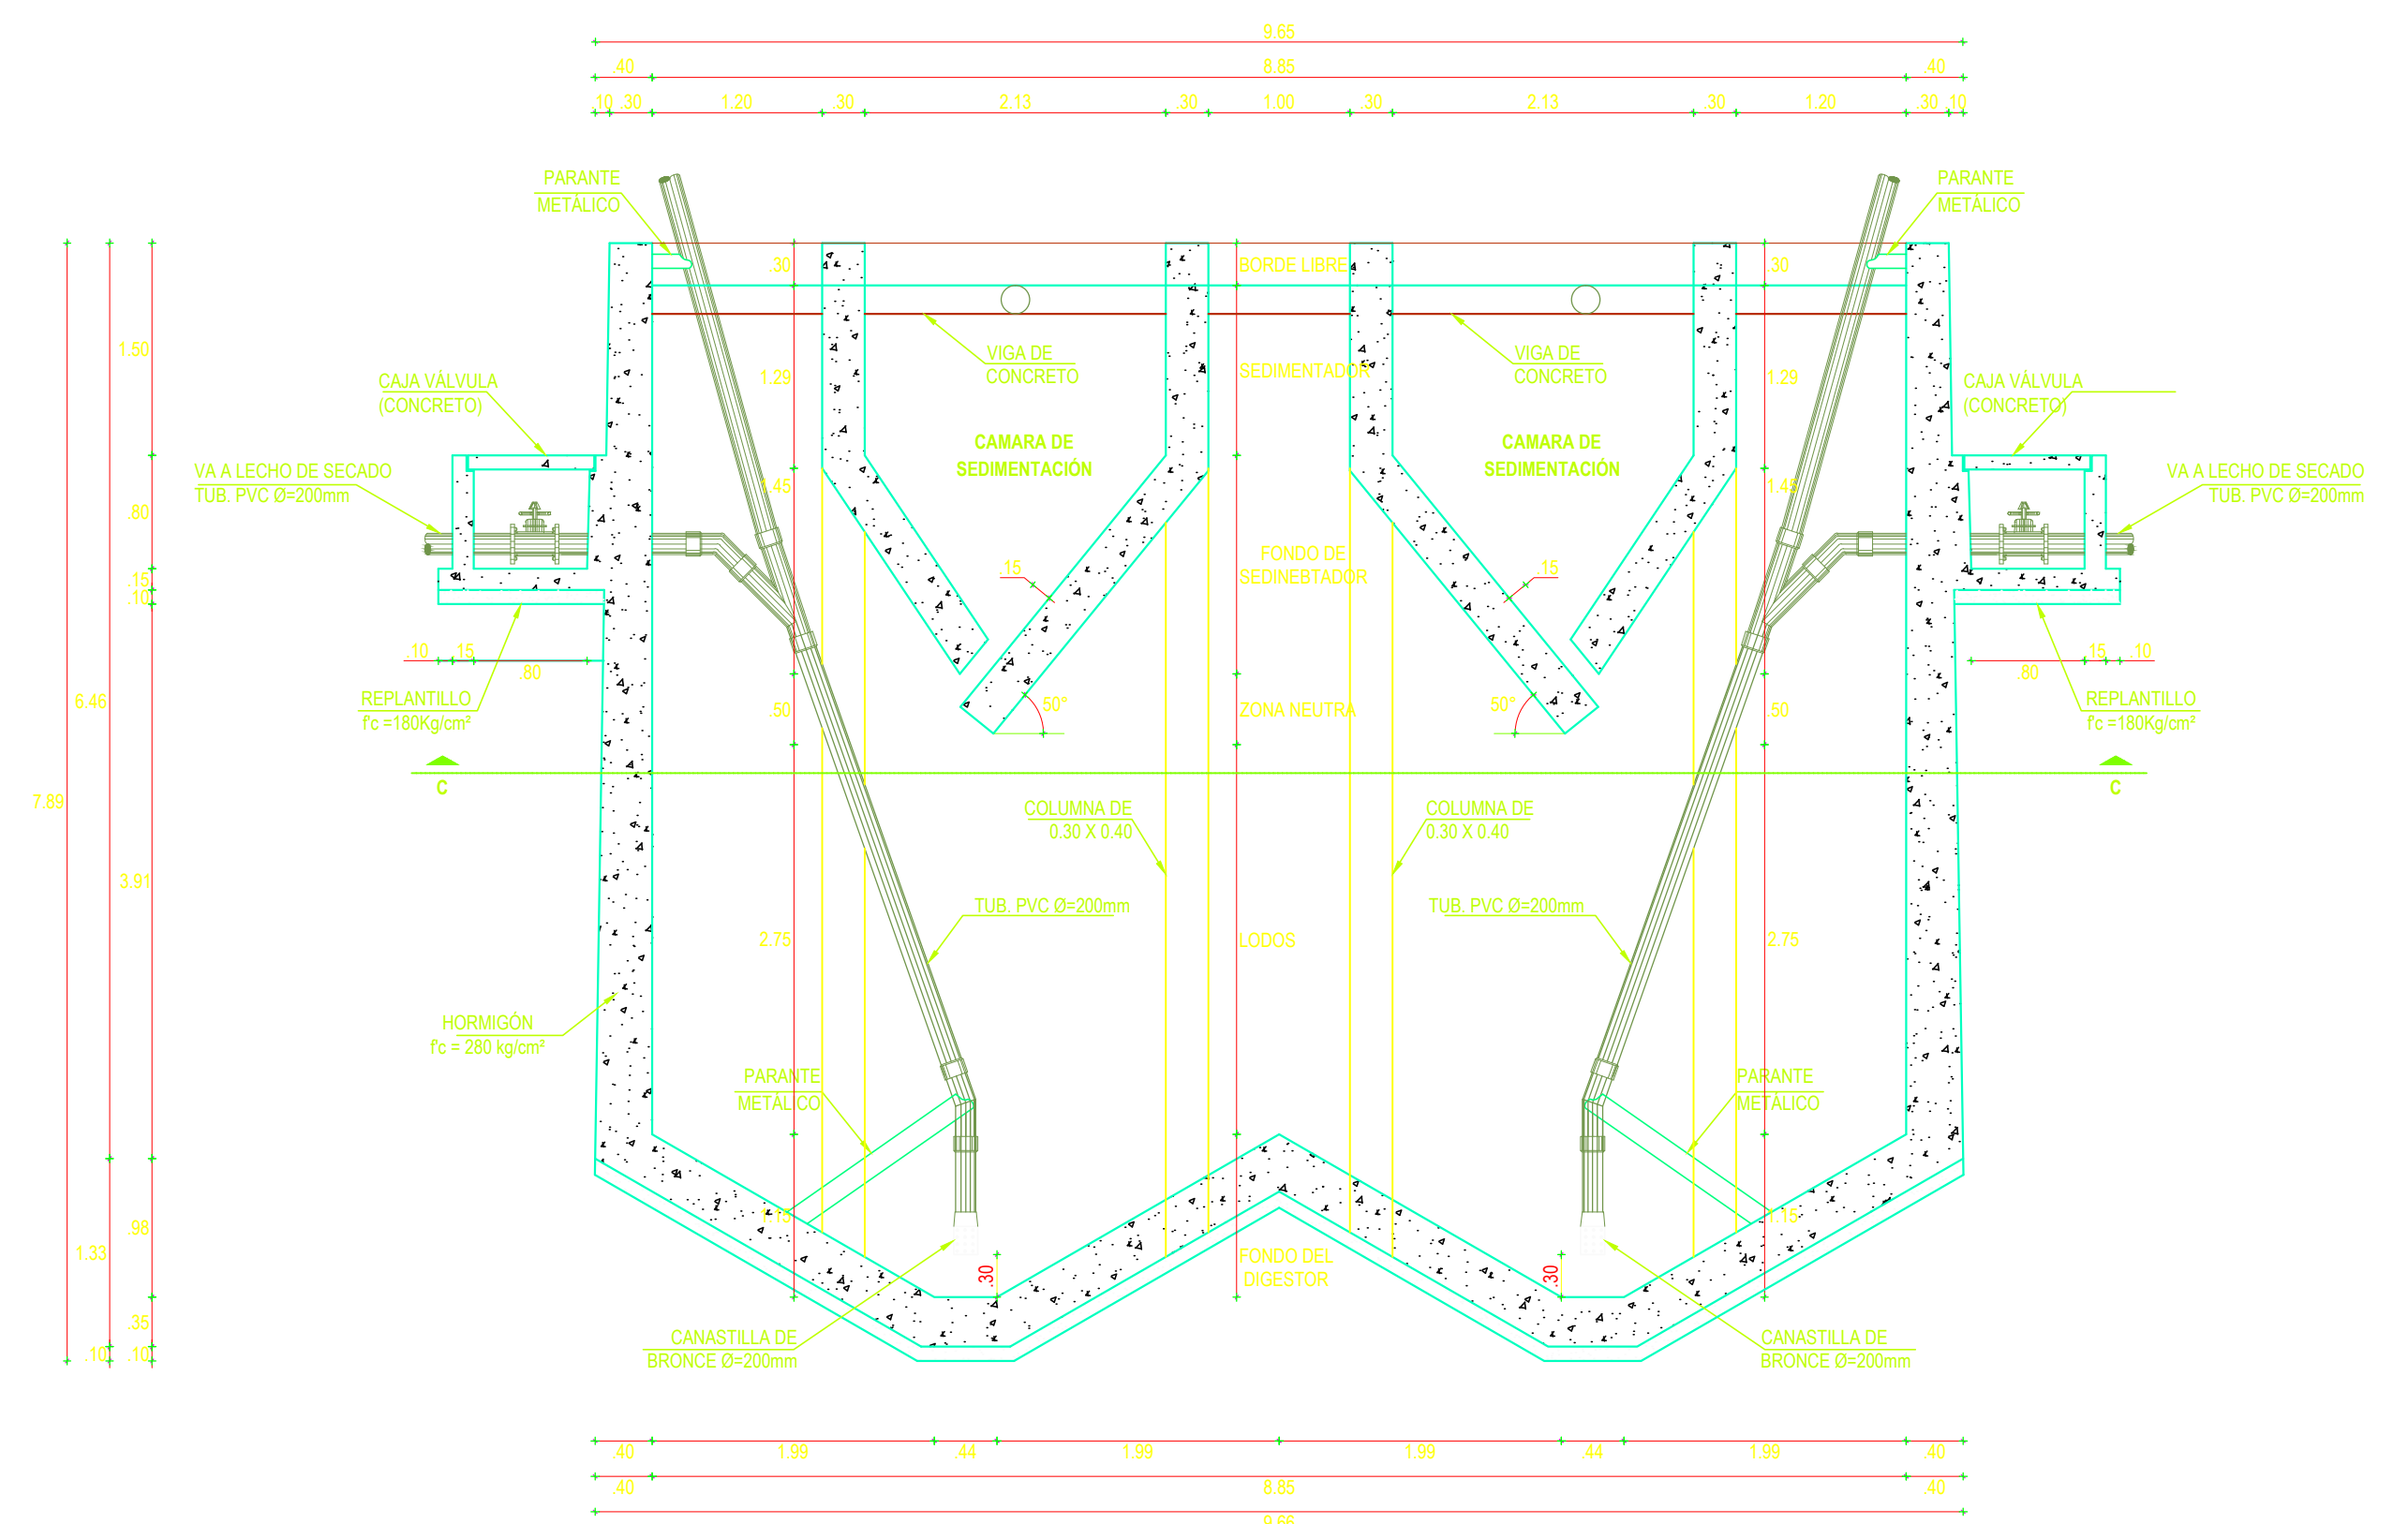 9.65
.40 8.85 .40
.10 .30 1.20 .30 2.13 .30 1.00 .30 2.13 .30 1.20 .30 .10
PARANTE
METÁLICO
PARANTE
METÁLICO
.30 BORDE LIBRE .30
1.50
VIGA DE
CONCRETO
VIGA DE
CONCRETO
1.29 SEDIMENTADOR 1.29
CAJA VÁLVULA
(CONCRETO)
CAJA VÁLVULA
(CONCRETO)
CAMARA DE
SEDIMENTACIÓN
CAMARA DE
SEDIMENTACIÓN
VA A LECHO DE SECADO
TUB. PVC Ø=200mm
VA A LECHO DE SECADO
TUB. PVC Ø=200mm
1.45 1.45
.80
FONDO DE
SEDINEBTADOR
.15 .15
.15
.10
.10 .15 .80
.80 .15 .10
REPLANTILLO
f'c =180Kg/cm²
REPLANTILLO
f'c =180Kg/cm²
6.46
.50 50° ZONA NEUTRA 50° .50
C C
7.89
COLUMNA DE
0.30 X 0.40
COLUMNA DE
0.30 X 0.40
3.91
TUB. PVC Ø=200mm
TUB. PVC Ø=200mm
2.75 LODOS 2.75
HORMIGÓN
f'c = 280 kg/cm²
PARANTE
METÁLICO
PARANTE
METÁLICO
1.15 1.15
.98
1.33
FONDO DEL
DIGESTOR
.30 .30
.35
CANASTILLA DE
BRONCE Ø=200mm
CANASTILLA DE
BRONCE Ø=200mm
.10 .10
.40 1.99 .44 1.99 1.99 .44 1.99 .40
.40 8.85 .40
9.66